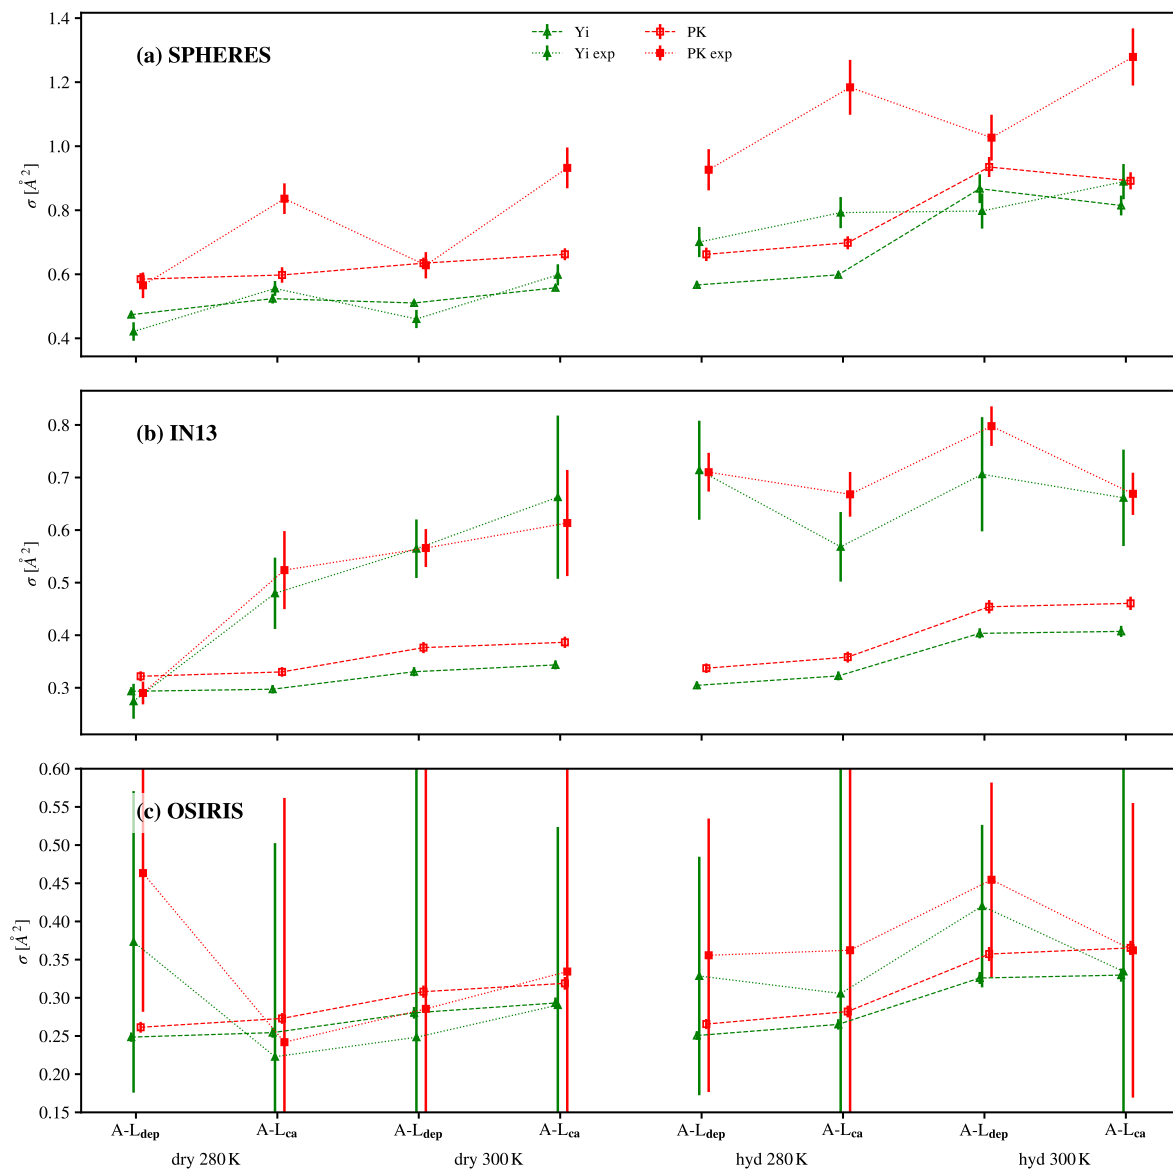 Yi
PK
Yi exp
PK exp
(a) SPHERES
1.4
1.2
1.0
0.8
0.6
0.4
σ [Å²]
(b) IN13
0.8
0.7
0.6
0.5
0.4
0.3
σ [Å²]
(c) OSIRIS
0.60
0.55
0.50
0.45
0.40
0.35
0.30
0.25
0.20
0.15
σ [Å²]
A-Ldep A-Lca A-Ldep A-Lca A-Ldep A-Lca A-Ldep A-Lca
dry 280 K dry 300 K hyd 280 K hyd 300 K